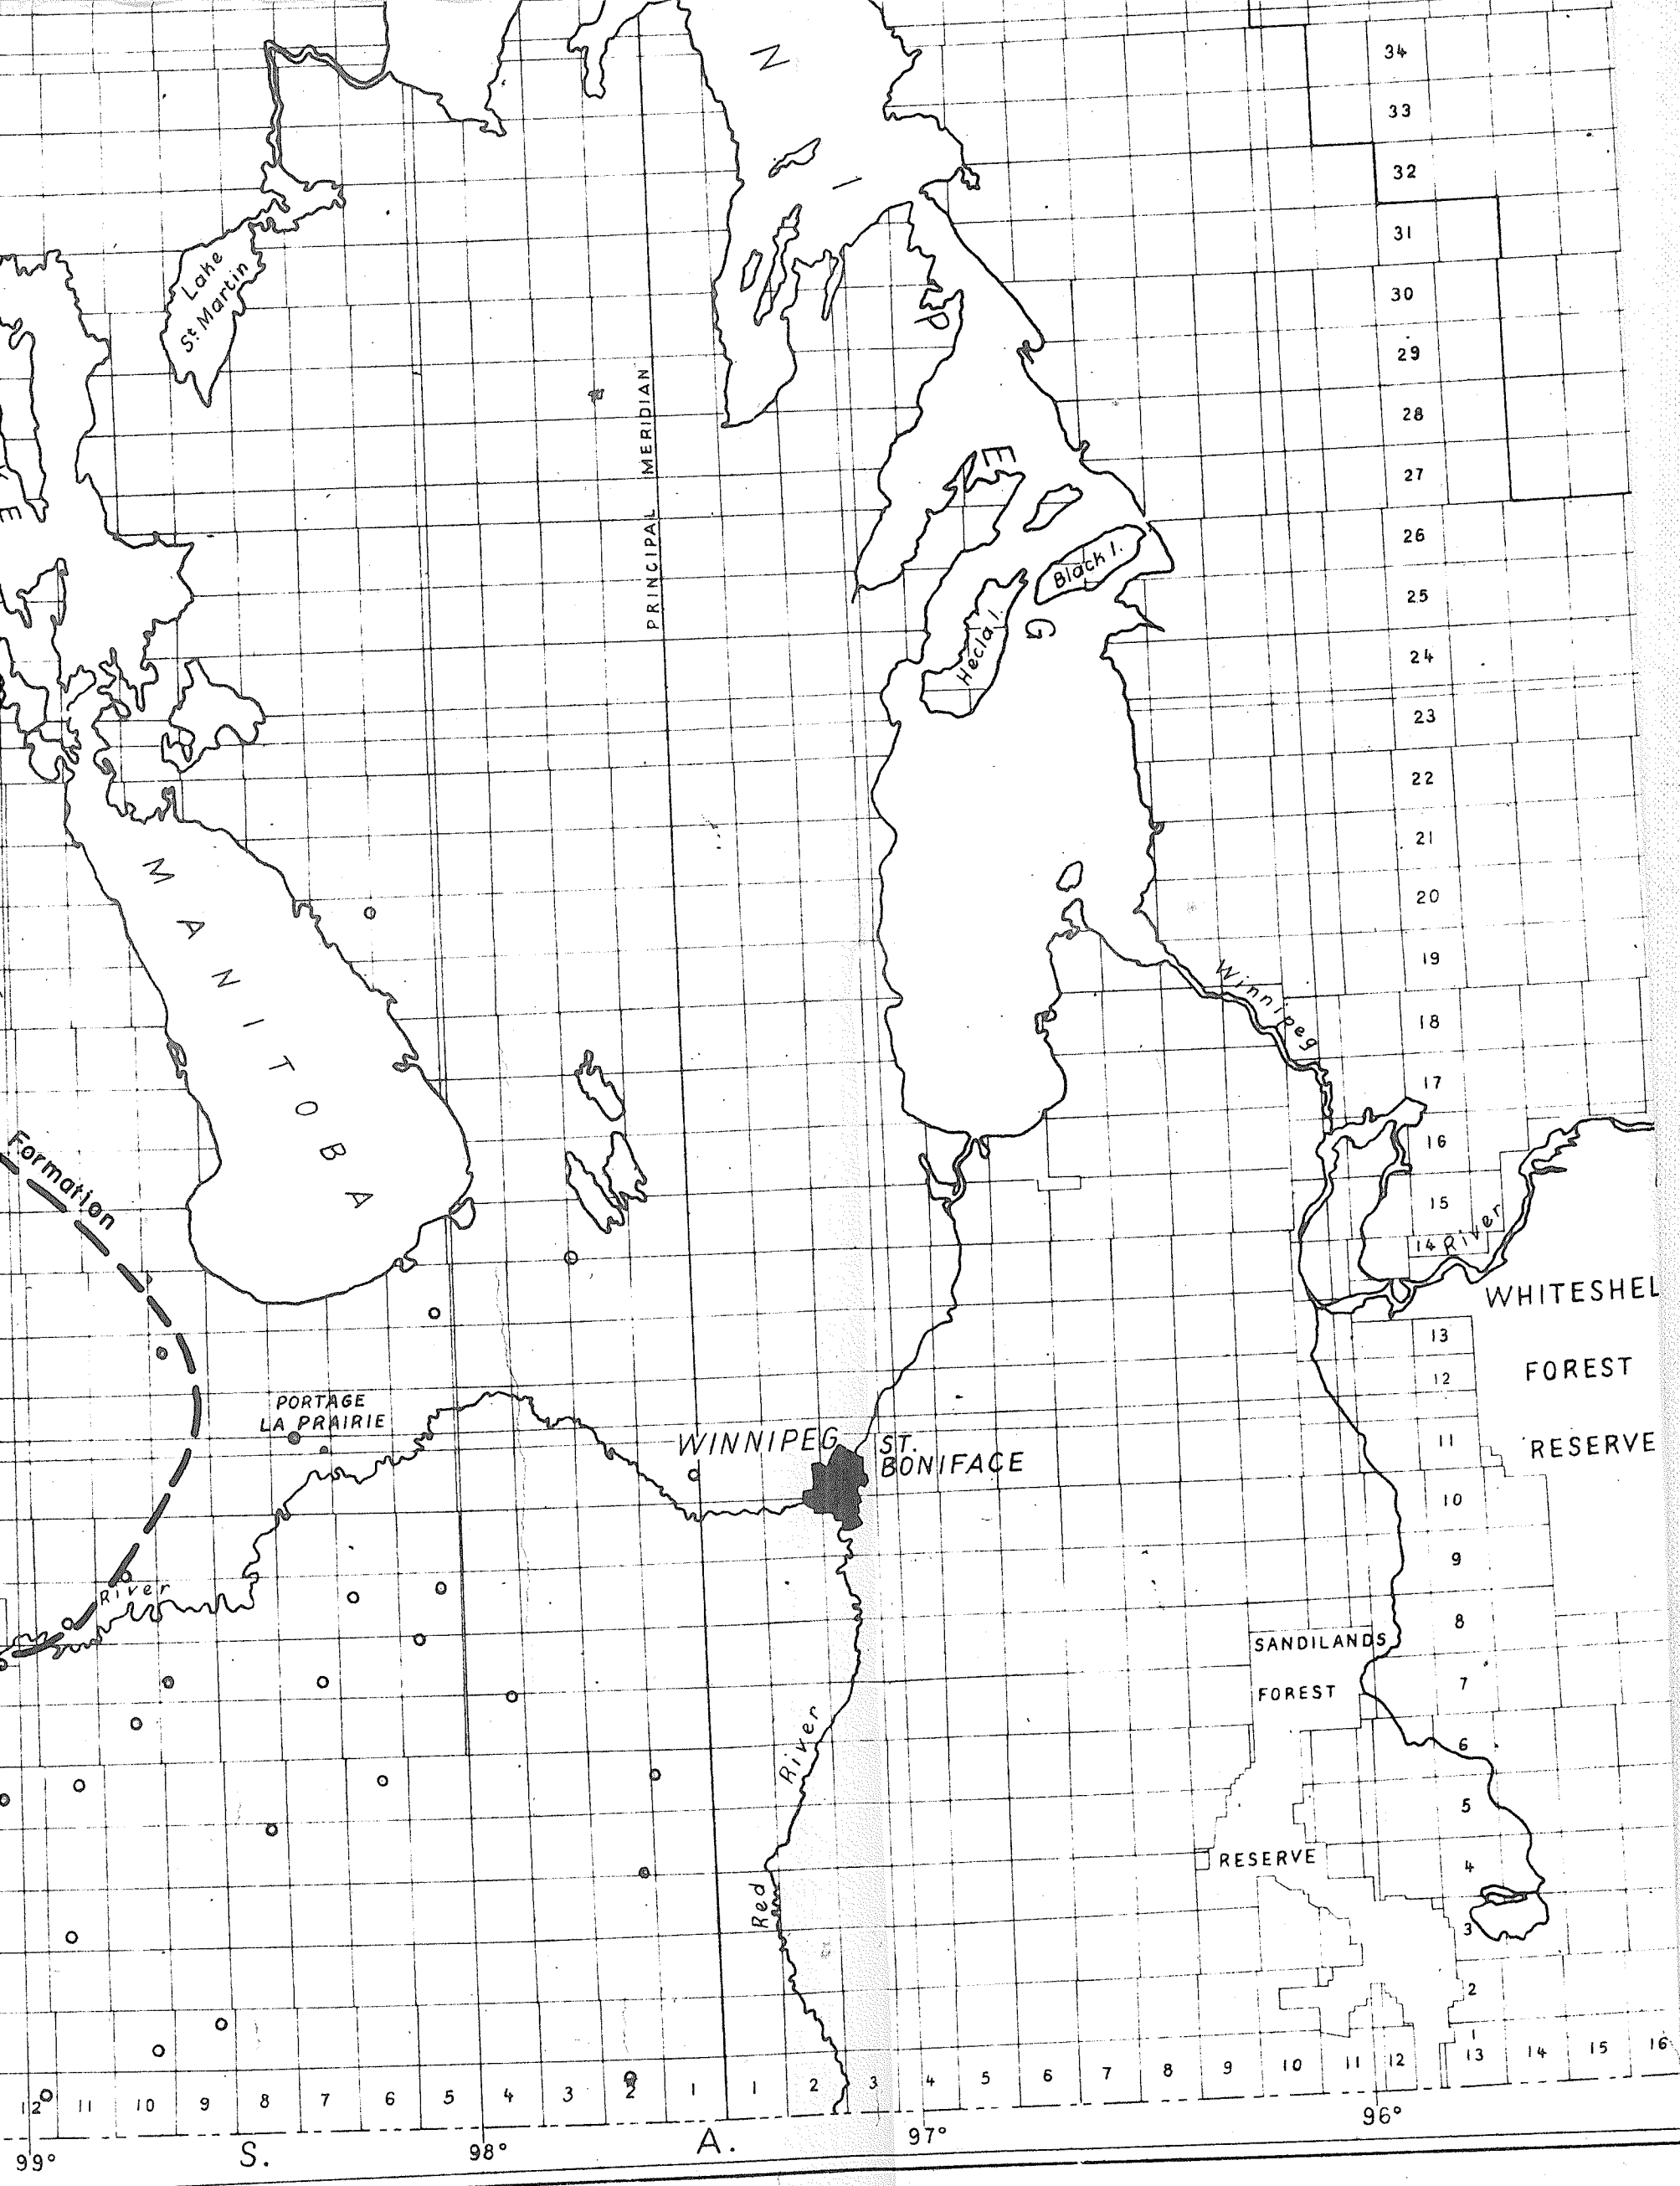 34
33
N
32
I
31
Lake
St. Martin
30
P
29
PRINCIPAL MERIDIAN
28
E
27
E
26
Black I.
25
G
Hecla I.
24
23
22
21
MANITOBA
20
19
Winnipeg
18
17
16
Formation
15
14 River
WHITESHEL
13
FOREST
12
PORTAGE
LA PRAIRIE
11
RESERVE
WINNIPEG
ST.
BONIFACE
10
9
River
8
SANDILANDS
7
FOREST
River
6
5
4
RESERVE
Red
3
2
1
12 11 10 9 8 7 6 5 4 3 2 1 1 2 3 4 5 6 7 8 9 10 11 12 13 14 15 16
99° 98° 97° 96°
S. A.